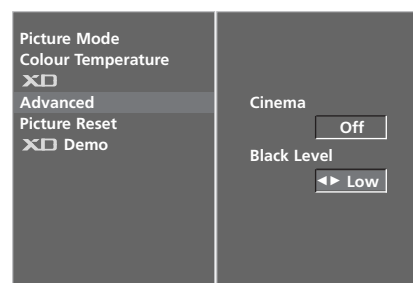 Picture Mode
Colour Temperature
XD
Advanced
Picture Reset
XD Demo
Cinema
Off
Black Level
◀▶ Low